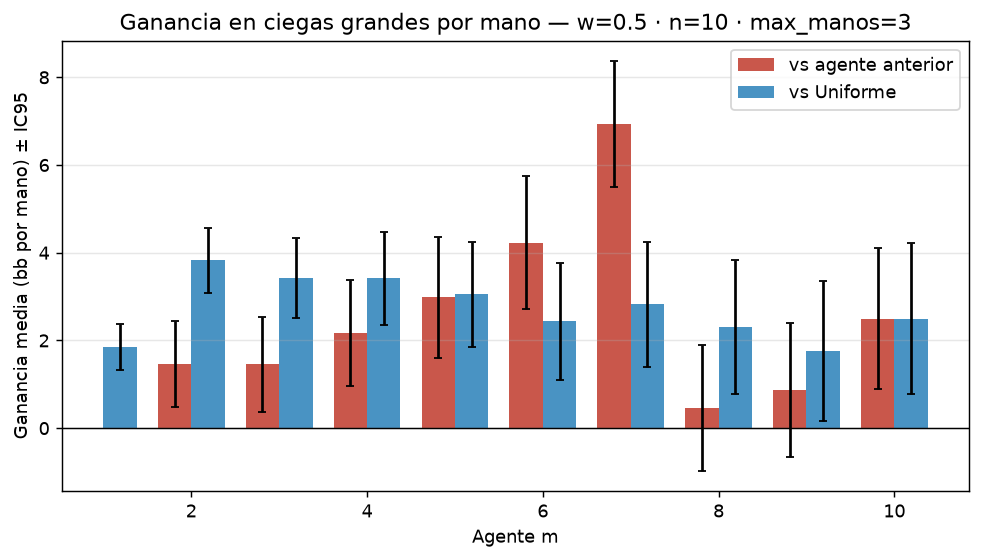 Ganancia en ciegas grandes por mano — w=0.5 · n=10 · max_manos=3
vs agente anterior
vs Uniforme
Ganancia media (bb por mano) ± IC95
8
6
4
2
0
2
4
6
8
10
Agente m